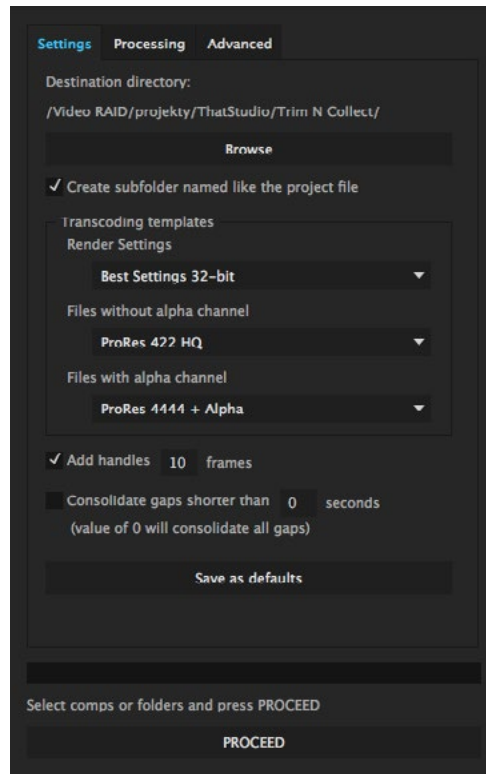 Settings Processing Advanced
Destination directory:
/Video RAID/projekty/ThatStudio/Trim N Collect/
Browse
Create subfolder named like the project file
Transcoding templates
Render Settings
Best Settings 32-bit
Files without alpha channel
ProRes 422 HQ
Files with alpha channel
ProRes 4444 + Alpha
Add handles 10 frames
Consolidate gaps shorter than 0 seconds
(value of 0 will consolidate all gaps)
Save as defaults
Select comps or folders and press PROCEED
PROCEED